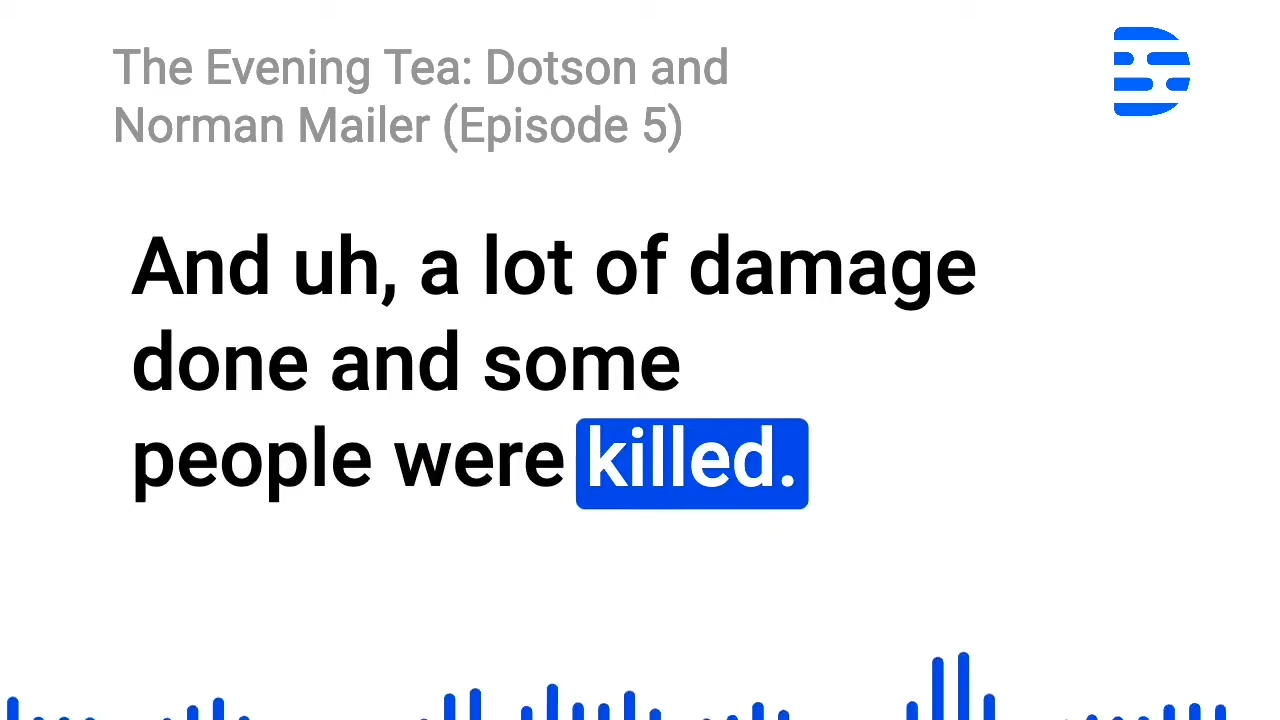 The Evening Tea: Dotson and
Norman Mailer (Episode 5)
And uh, a lot of damage
done and some
people were killed.